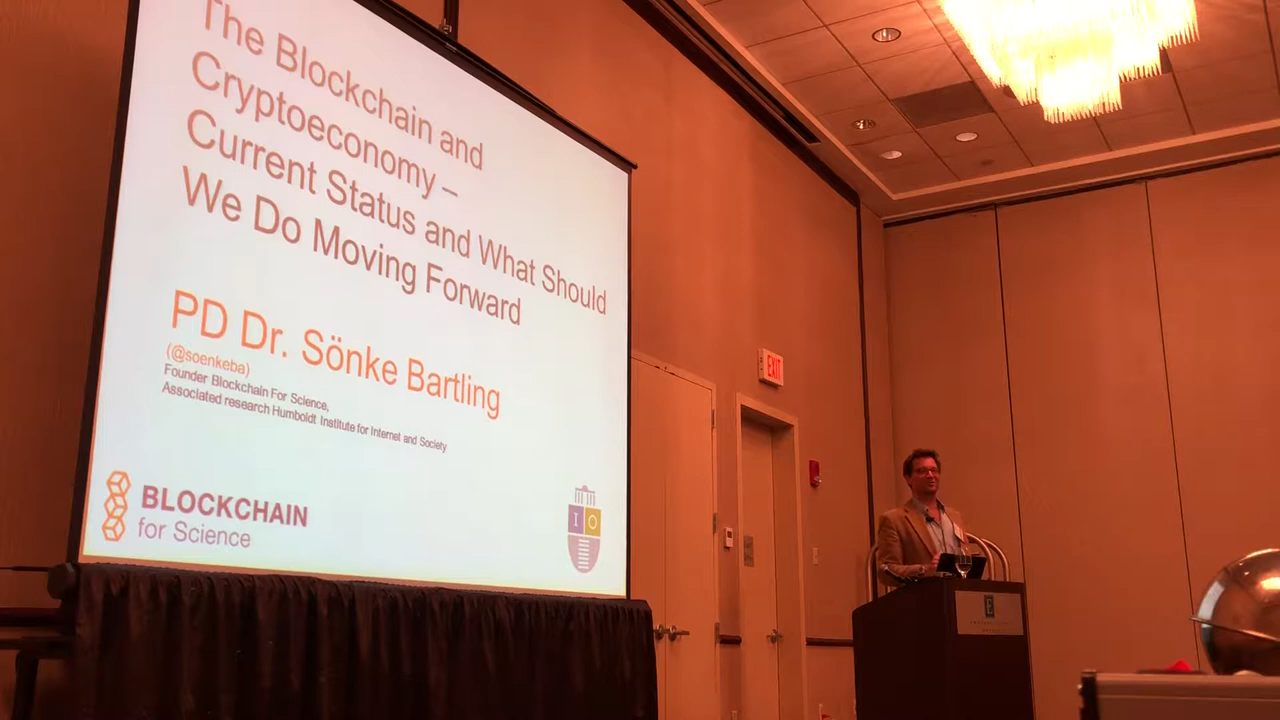 The Blockchain and
Cryptoeconomy –
Current Status and What Should
We Do Moving Forward
PD Dr. Sönke Bartling
(@soenkeba)
Founder Blockchain For Science,
Associated research Humboldt Institute for Internet and Society
BLOCKCHAIN
for Science
I O
EXIT
E